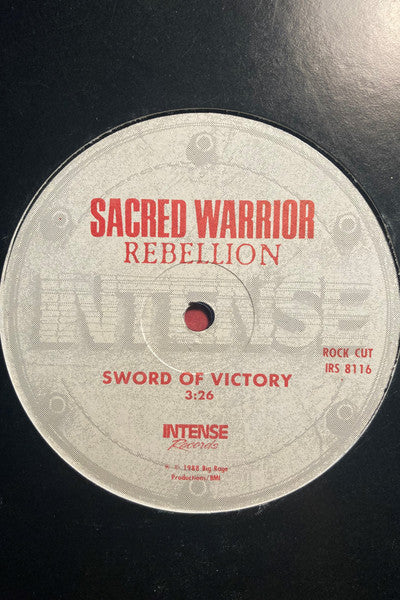 SACRED WARRIOR
REBELLION
INTENSE
ROCK CUT
IRS 8116
SWORD OF VICTORY
3:26
INTENSE
Records
1988 Big Rage
Productions/BMI